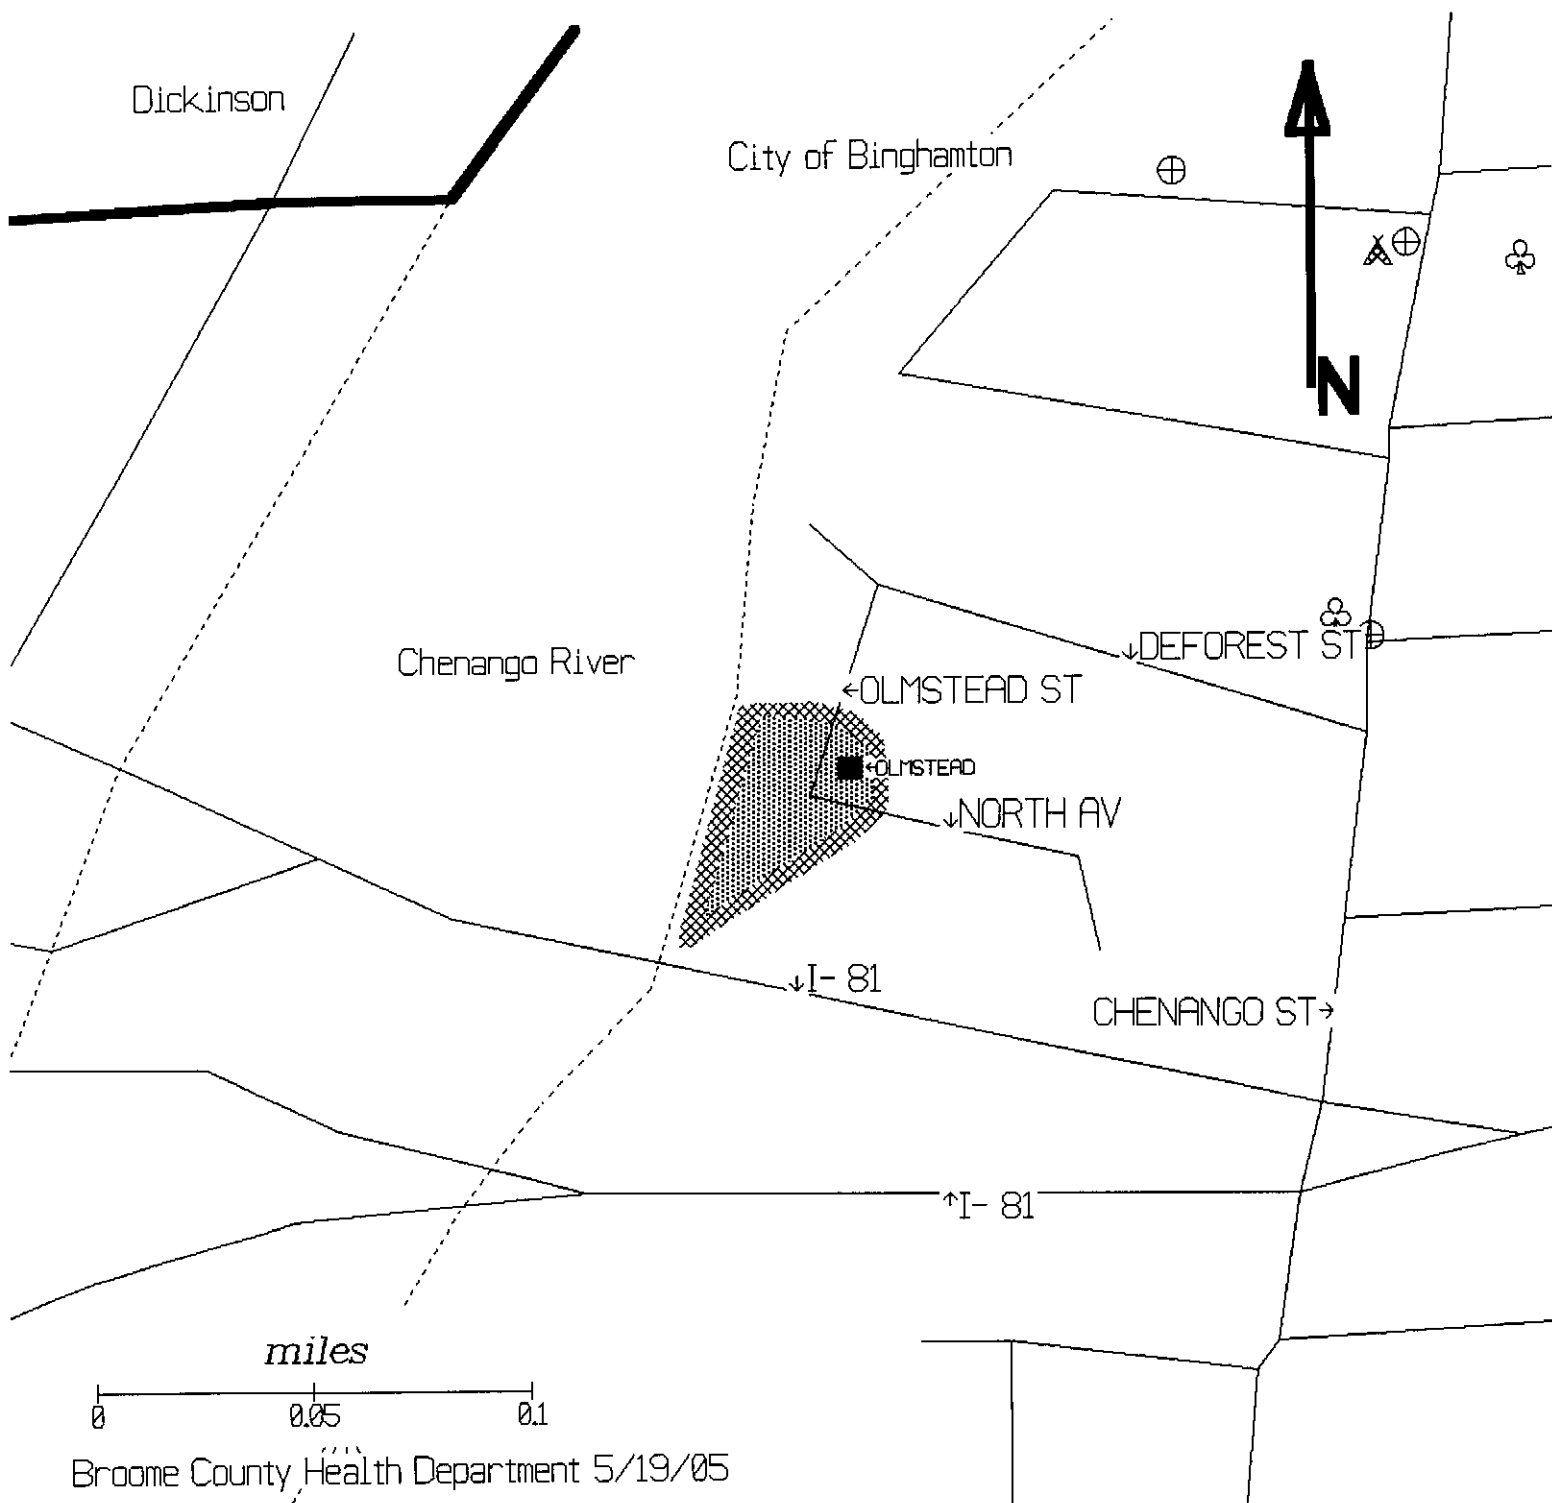 Dickinson
City of Binghamton
N
Chenango River
↓DEFOREST ST
←OLMSTEAD ST
←OLMSTEAD
↓NORTH AV
↓I-81
CHENANGO ST→
↑I-81
miles
0 0.05 0.1
Broome County Health Department 5/19/05